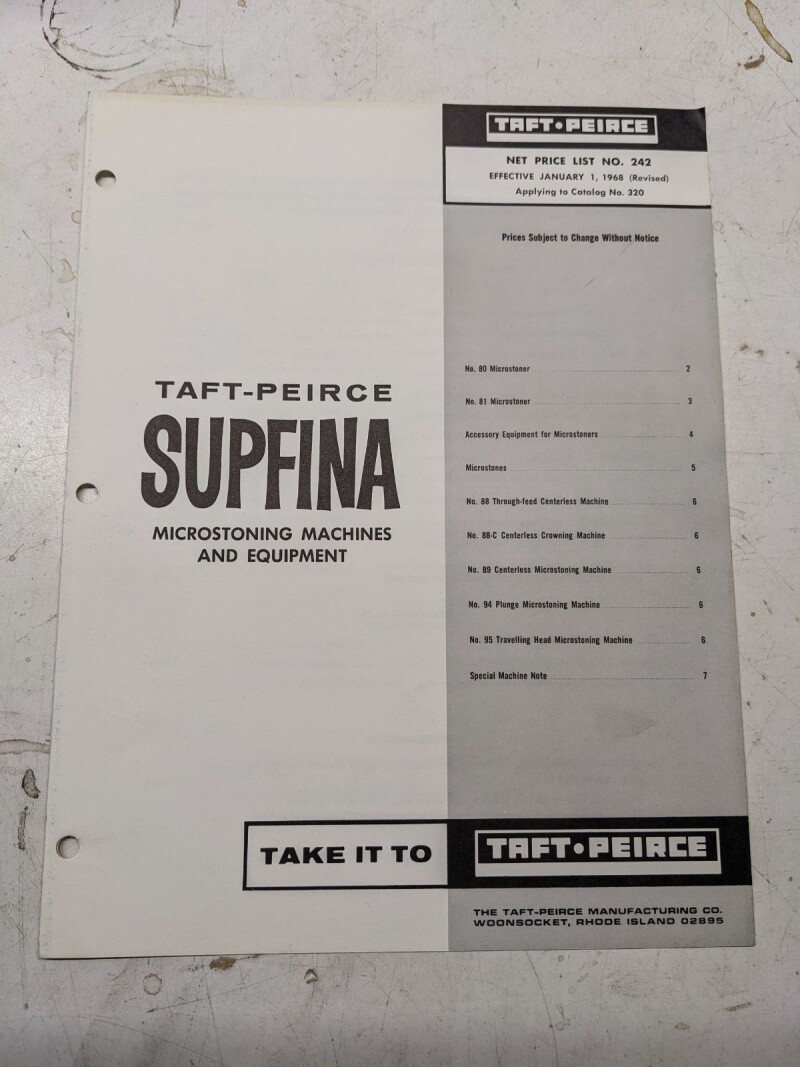 TAFT•PEIRCE
NET PRICE LIST NO. 242
EFFECTIVE JANUARY 1, 1968 (Revised)
Applying to Catalog No. 320
Prices Subject to Change Without Notice
No. 80 Microstoner 2
No. 81 Microstoner 3
Accessory Equipment for Microstoners 4
Microstones 5
No. 88 Through-feed Centerless Machine 6
No. 88-C Centerless Crowning Machine 6
No. 89 Centerless Microstoning Machine 6
No. 94 Plunge Microstoning Machine 6
No. 95 Travelling Head Microstoning Machine 6
Special Machine Note 7
TAFT-PEIRCE
SUPFINA
MICROSTONING MACHINES
AND EQUIPMENT
TAKE IT TO TAFT•PEIRCE
THE TAFT-PEIRCE MANUFACTURING CO.
WOONSOCKET, RHODE ISLAND 02895